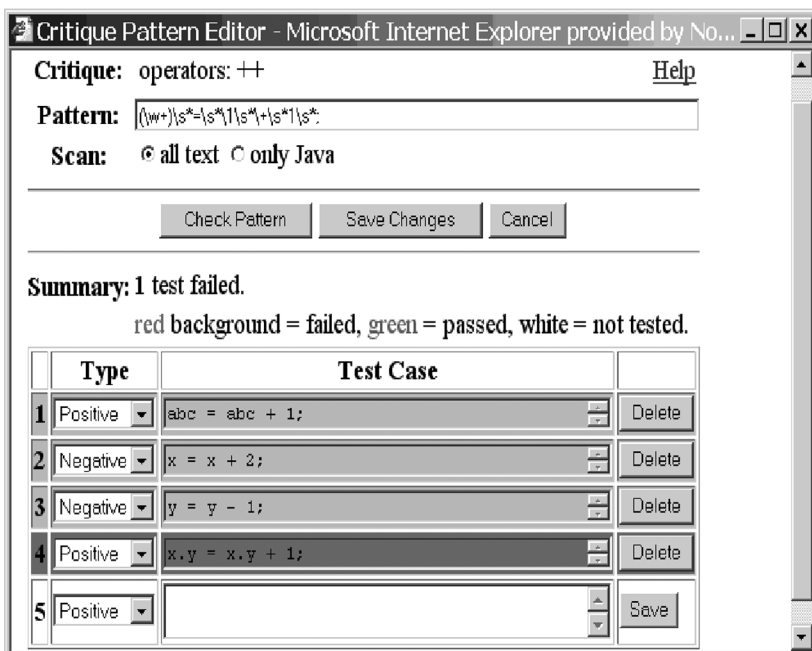 Critique Pattern Editor - Microsoft Internet Explorer provided by No...
Critique: operators: ++ Help
Pattern: (\w+)\s*=\s*\1\s*\+\s*1\s*;
Scan: all text only Java
Check Pattern Save Changes Cancel
Summary: 1 test failed.
red background = failed, green = passed, white = not tested.
Type Test Case
1 Positive abc = abc + 1; Delete
2 Negative x = x + 2; Delete
3 Negative y = y - 1; Delete
4 Positive x.y = x.y + 1; Delete
5 Positive Save